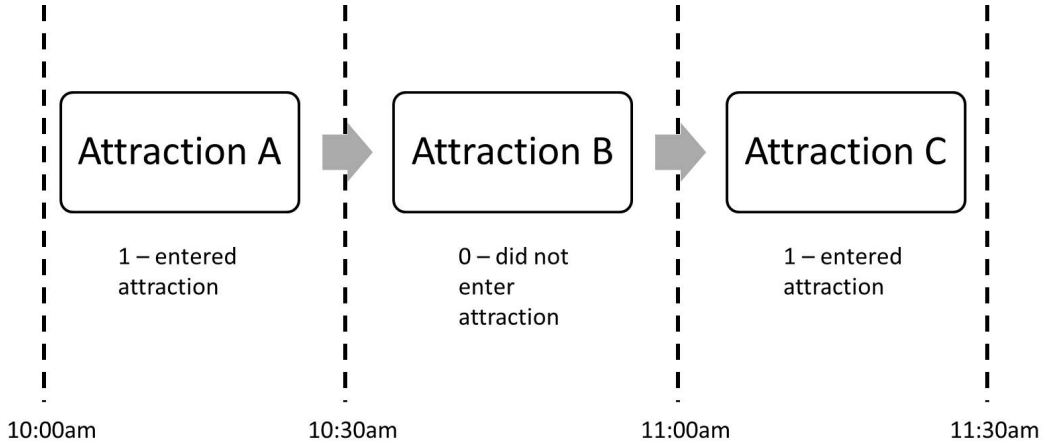 Attraction A
Attraction B
Attraction C
1 – entered
attraction
0 – did not
enter
attraction
1 – entered
attraction
10:00am
10:30am
11:00am
11:30am